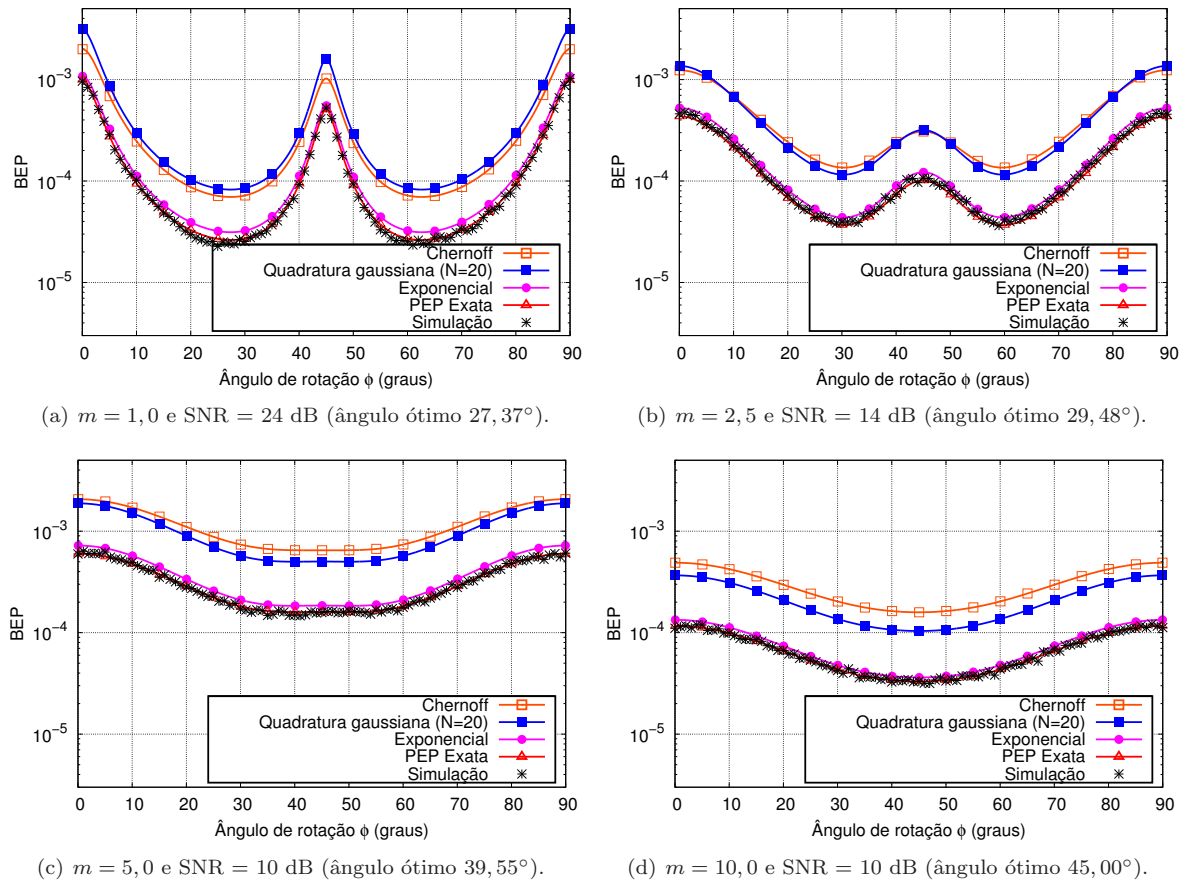 10⁻³
10⁻⁴
10⁻⁵
BEP
Chernoff
Quadratura gaussiana (N=20)
Exponencial
PEP Exata
Simulação
0 10 20 30 40 50 60 70 80 90
Ângulo de rotação ϕ (graus)
(a) m = 1, 0 e SNR = 24 dB (ângulo ótimo 27, 37°).
10⁻³
10⁻⁴
10⁻⁵
BEP
Chernoff
Quadratura gaussiana (N=20)
Exponencial
PEP Exata
Simulação
0 10 20 30 40 50 60 70 80 90
Ângulo de rotação ϕ (graus)
(b) m = 2, 5 e SNR = 14 dB (ângulo ótimo 29, 48°).
10⁻³
10⁻⁴
10⁻⁵
BEP
Chernoff
Quadratura gaussiana (N=20)
Exponencial
PEP Exata
Simulação
0 10 20 30 40 50 60 70 80 90
Ângulo de rotação ϕ (graus)
(c) m = 5, 0 e SNR = 10 dB (ângulo ótimo 39, 55°).
10⁻³
10⁻⁴
10⁻⁵
BEP
Chernoff
Quadratura gaussiana (N=20)
Exponencial
PEP Exata
Simulação
0 10 20 30 40 50 60 70 80 90
Ângulo de rotação ϕ (graus)
(d) m = 10, 0 e SNR = 10 dB (ângulo ótimo 45, 00°).